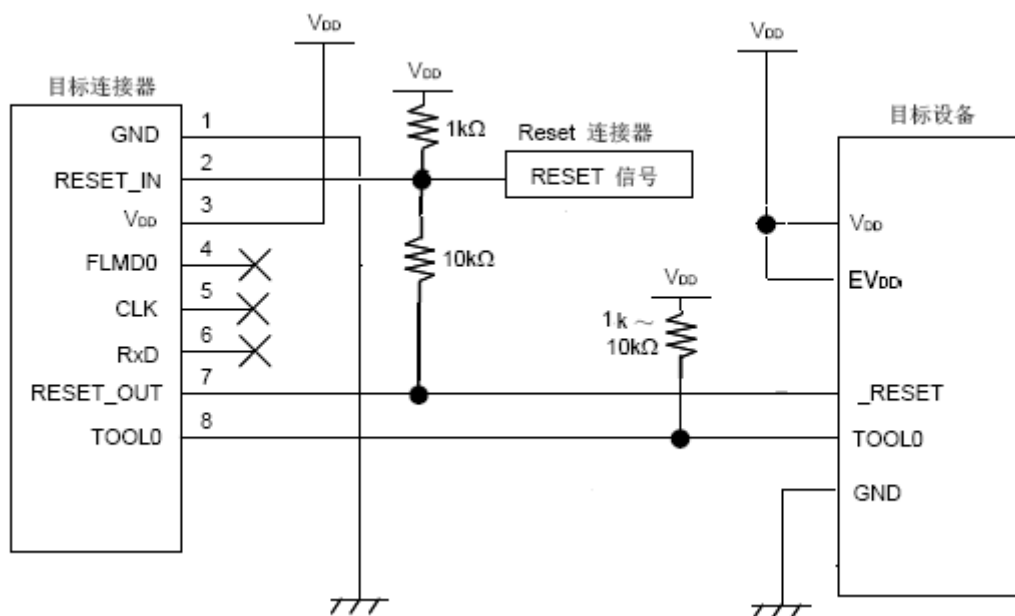 VDD
VDD
目标连接器
VDD
目标设备
GND
1
1kΩ
Reset 连接器
RESET_IN
2
RESET 信号
VDD
3
VDD
FLMD0
4
10kΩ
EVDD
CLK
5
VDD
1k ~
10kΩ
RxD
6
RESET_OUT
7
_RESET
TOOL0
8
TOOL0
GND